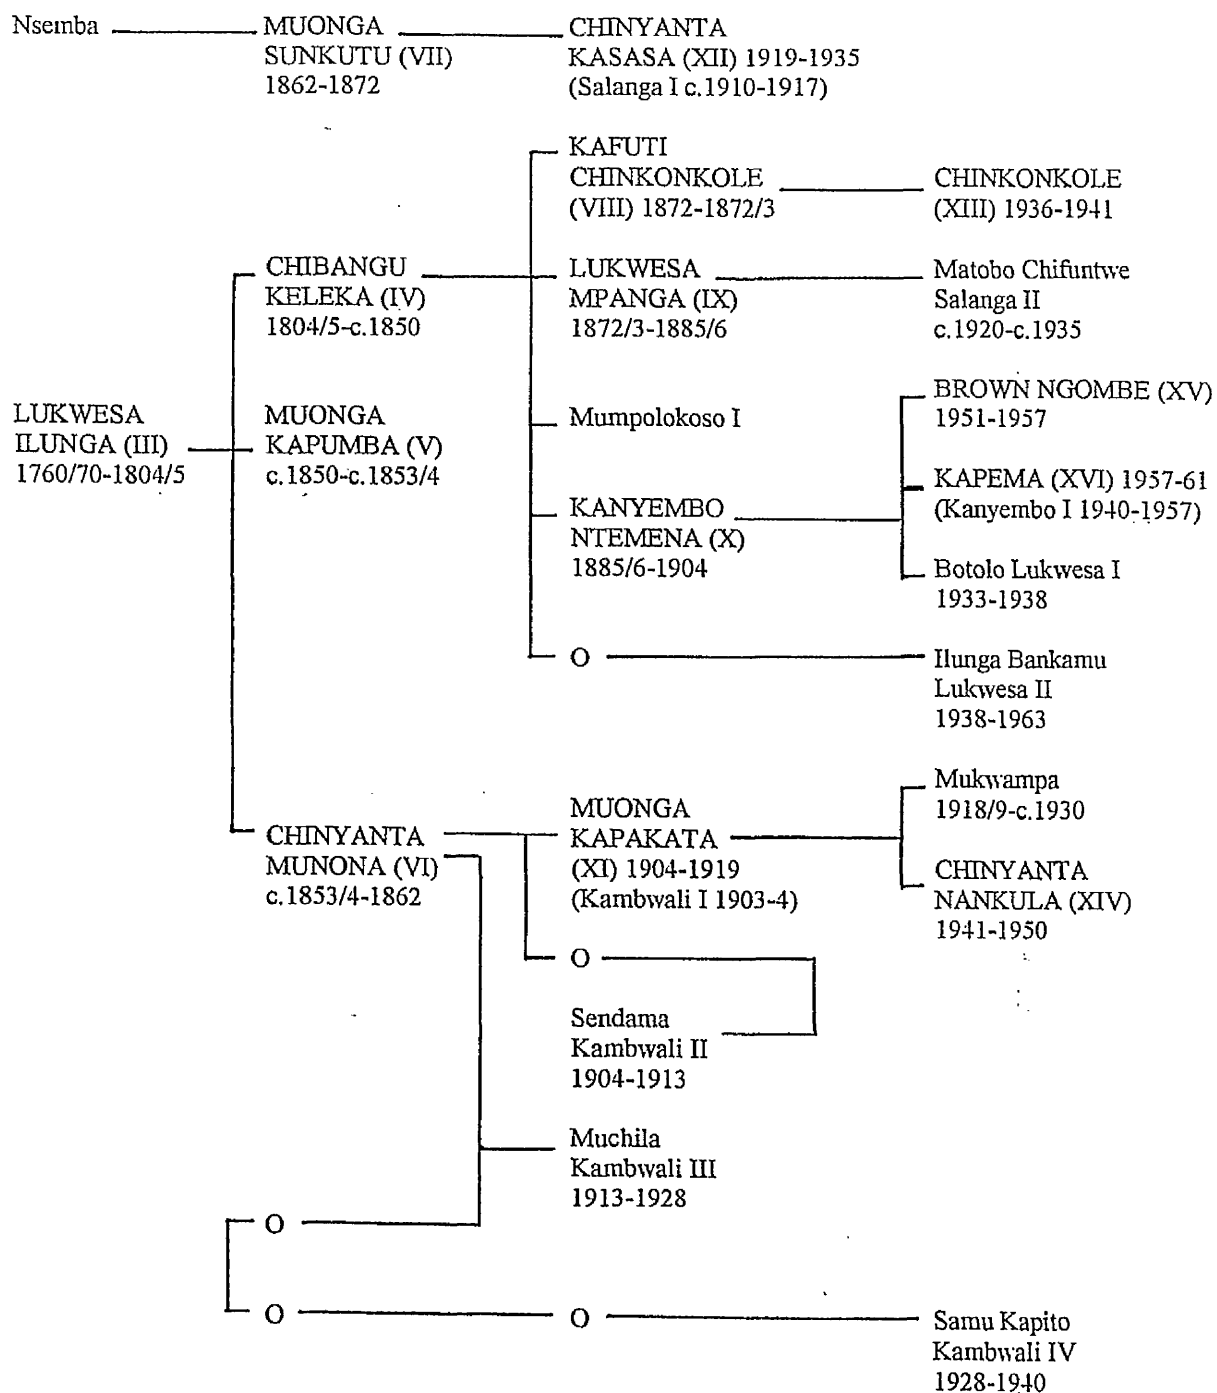 Nsemba
MUONGA
SUNKUTU (VII)
1862-1872
CHINYANTA
KASASA (XII) 1919-1935
(Salanga I c.1910-1917)
KAFUTI
CHINKONKOLE
(VIII) 1872-1872/3
CHINKONKOLE
(XIII) 1936-1941
CHIBANGU
KELEKA (IV)
1804/5-c.1850
LUKWESA
MPANGA (IX)
1872/3-1885/6
Matobo Chifuntwe
Salanga II
c.1920-c.1935
LUKWESA
ILUNGA (III)
1760/70-1804/5
MUONGA
KAPUMBA (V)
c.1850-c.1853/4
Mumpolokoso I
KANYEMBO
NTEMENA (X)
1885/6-1904
BROWN NGOMBE (XV)
1951-1957
KAPEMA (XVI) 1957-61
(Kanyembo I 1940-1957)
Botolo Lukwesa I
1933-1938
O
Ilunga Bankamu
Lukwesa II
1938-1963
CHINYANTA
MUNONA (VI)
c.1853/4-1862
MUONGA
KAPAKATA
(XI) 1904-1919
(Kambwali I 1903-4)
Mukwampa
1918/9-c.1930
CHINYANTA
NANKULA (XIV)
1941-1950
O
Sendama
Kambwali II
1904-1913
Muchila
Kambwali III
1913-1928
O
O
O
Samu Kapito
Kambwali IV
1928-1940